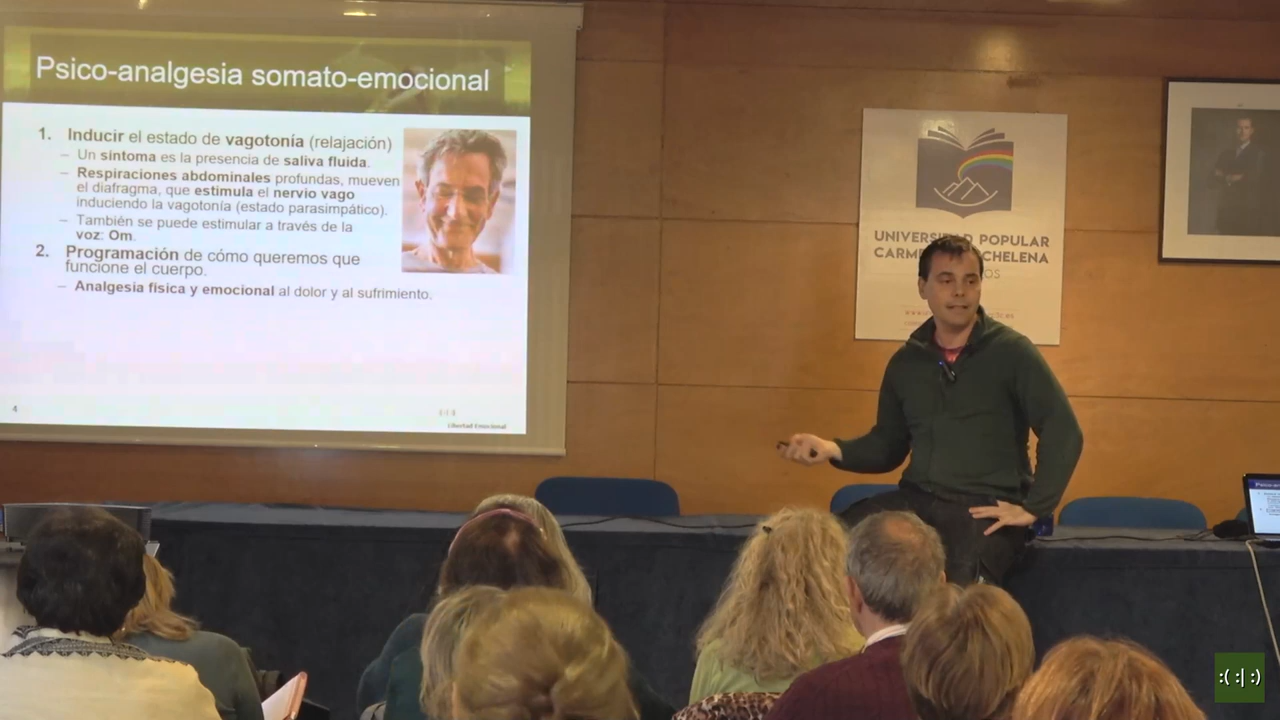 Psico-analgesia somato-emocional
1. Inducir el estado de vagotonía (relajación)
– Un síntoma es la presencia de saliva fluida.
– Respiraciones abdominales profundas, mueven
el diafragma, que estimula el nervio vago
induciendo la vagotonía (estado parasimpático).
– También se puede estimular a través de la
voz: Om.
2. Programación de cómo queremos que
funcione el cuerpo.
– Analgesia física y emocional al dolor y al sufrimiento.
4
Libertad Emocional
UNIVERSIDAD POPULAR
CARM CHELENA
OS
:( :| :)